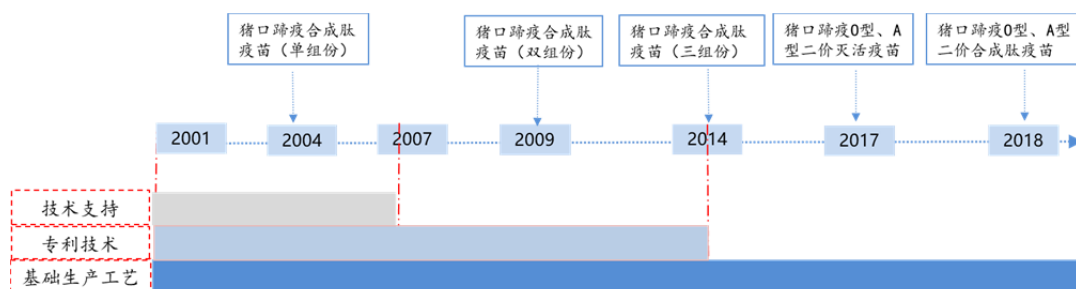 猪口蹄疫合成肽
疫苗（单组份）
猪口蹄疫合成肽
疫苗（双组份）
猪口蹄疫合成肽
疫苗（三组份）
猪口蹄疫O型、A
型二价灭活疫苗
猪口蹄疫O型、A型
二价合成肽疫苗
2001
2004
2007
2009
2014
2017
2018
技术支持
专利技术
基础生产工艺